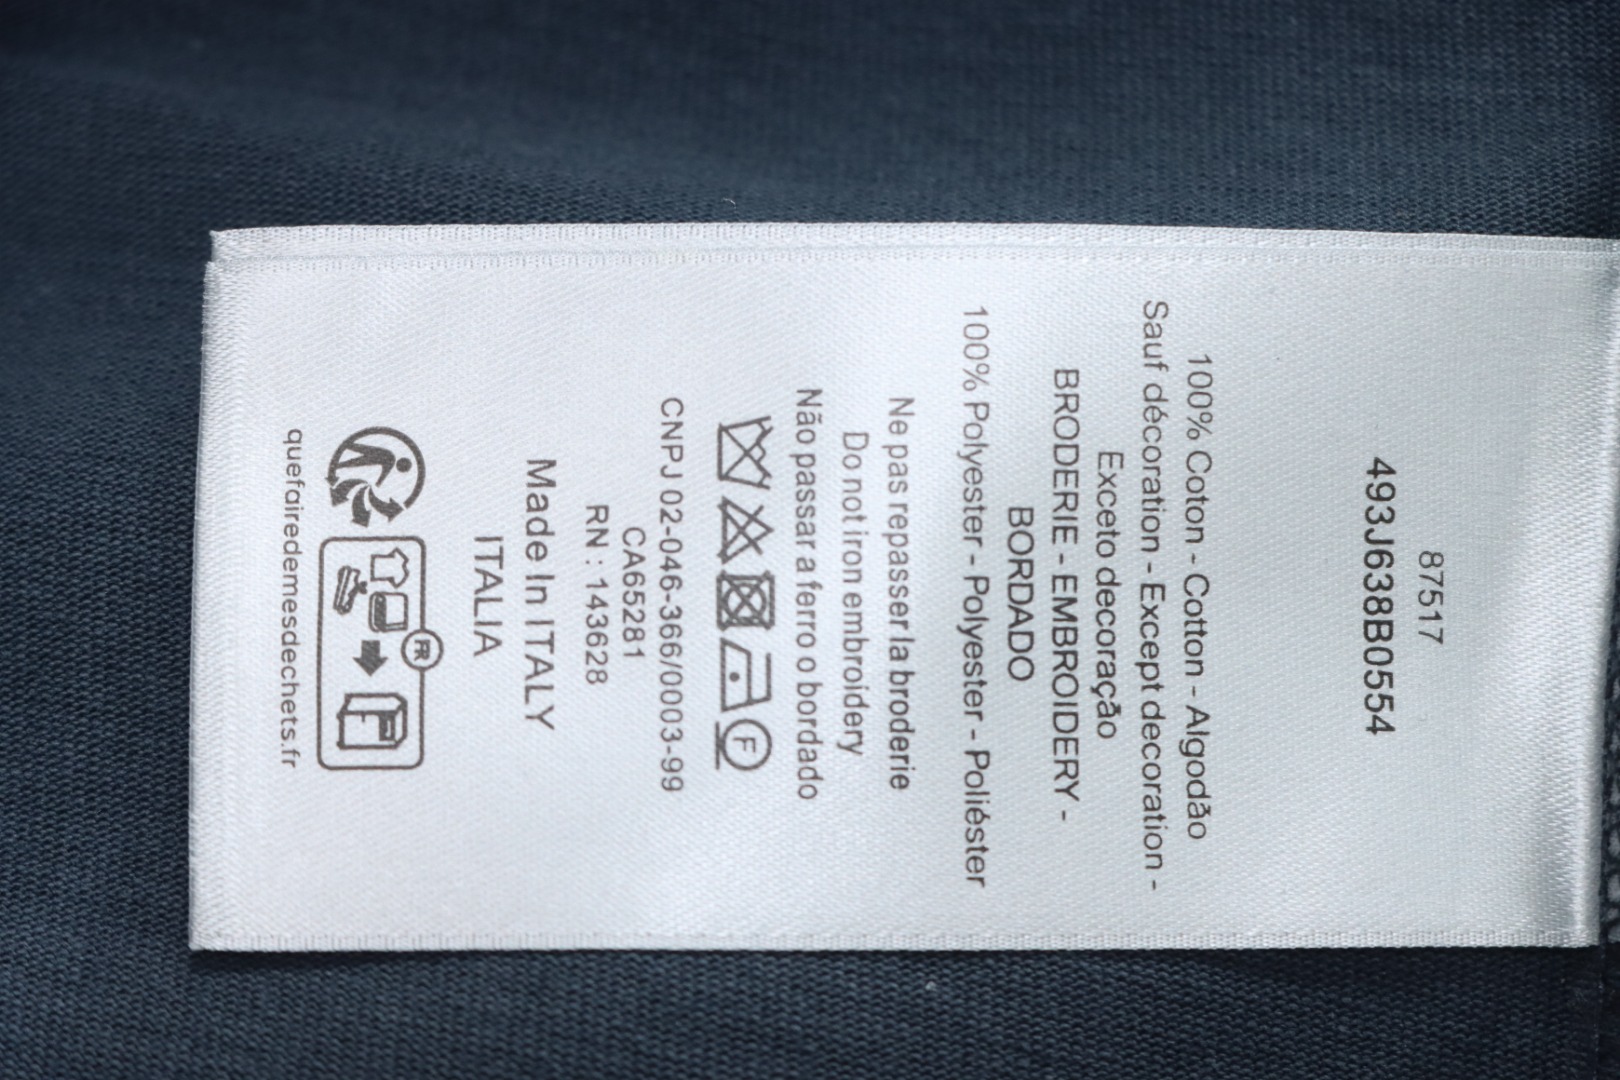 87517
493J638B0554
100% Coton - Cotton - Algodão
Sauf décoration - Except decoration -
Exceto decoração
BRODERIE - EMBROIDERY -
BORDADO
100% Polyester - Polyester - Poliéster
Ne pas repasser la broderie
Do not iron embroidery
Não passar a ferro o bordado
F
CNPJ 02-046-366/0003-99
CA65281
RN : 143628
Made In ITALY
ITALIA
FR
quefairedemesdechets.fr